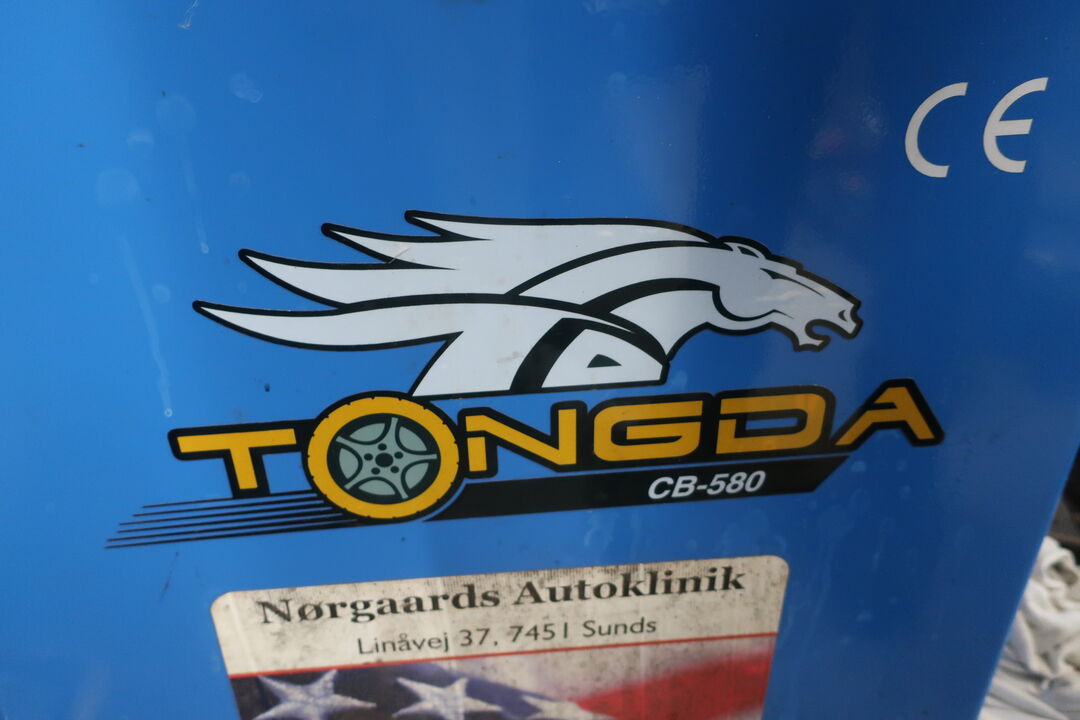 CE
TONGDA
CB-580
Nørgaards Autoklinik
Linåvej 37, 7451 Sunds